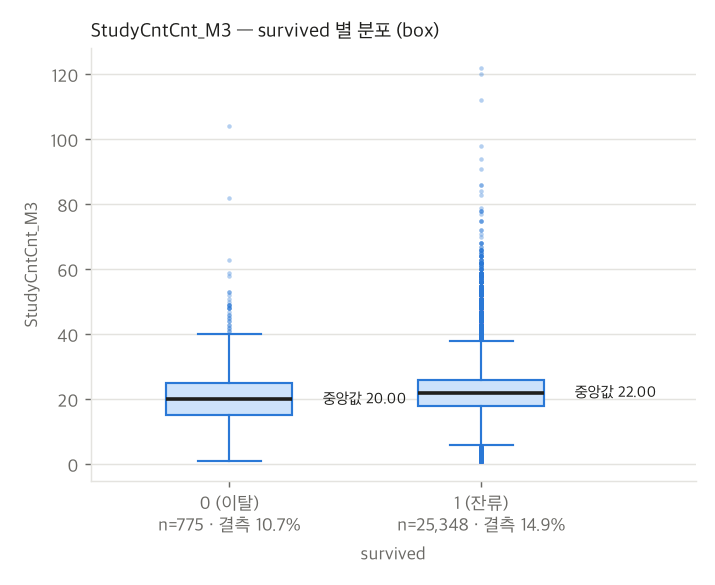 StudyCntCnt_M3 — survived 별 분포 (box)
120
100
80
60
40
20
0
StudyCntCnt_M3
중앙값 20.00
중앙값 22.00
0 (이탈)
n=775 · 결측 10.7%
1 (잔류)
n=25,348 · 결측 14.9%
survived